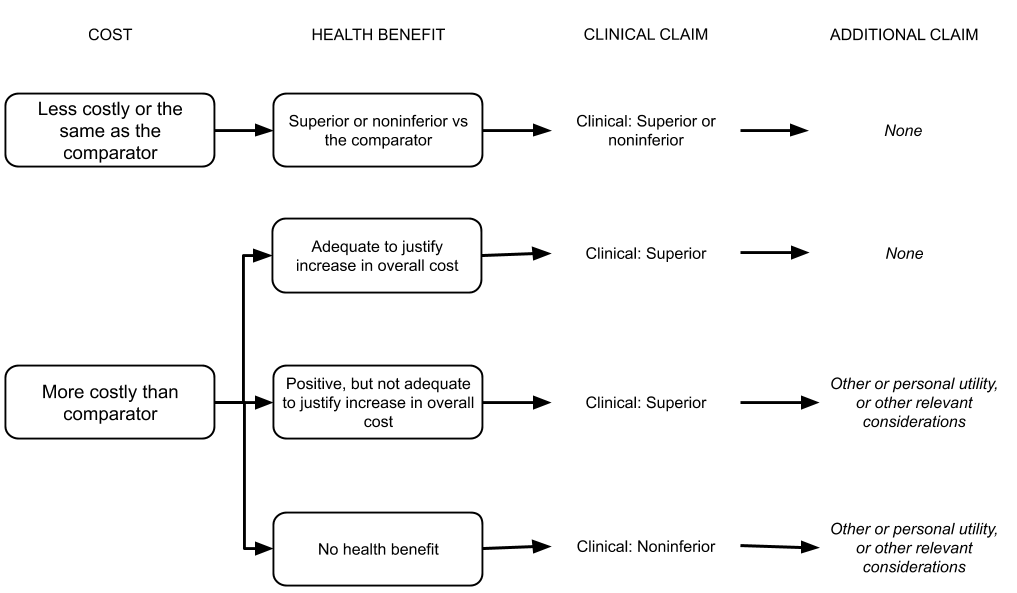 COST
HEALTH BENEFIT
CLINICAL CLAIM
ADDITIONAL CLAIM
Less costly or the
same as the
comparator
Superior or noninferior vs
the comparator
Clinical: Superior or
noninferior
None
Adequate to justify
increase in overall cost
Clinical: Superior
None
More costly than
comparator
Positive, but not adequate
to justify increase in overall
cost
Clinical: Superior
Other or personal utility,
or other relevant
considerations
No health benefit
Clinical: Noninferior
Other or personal utility,
or other relevant
considerations